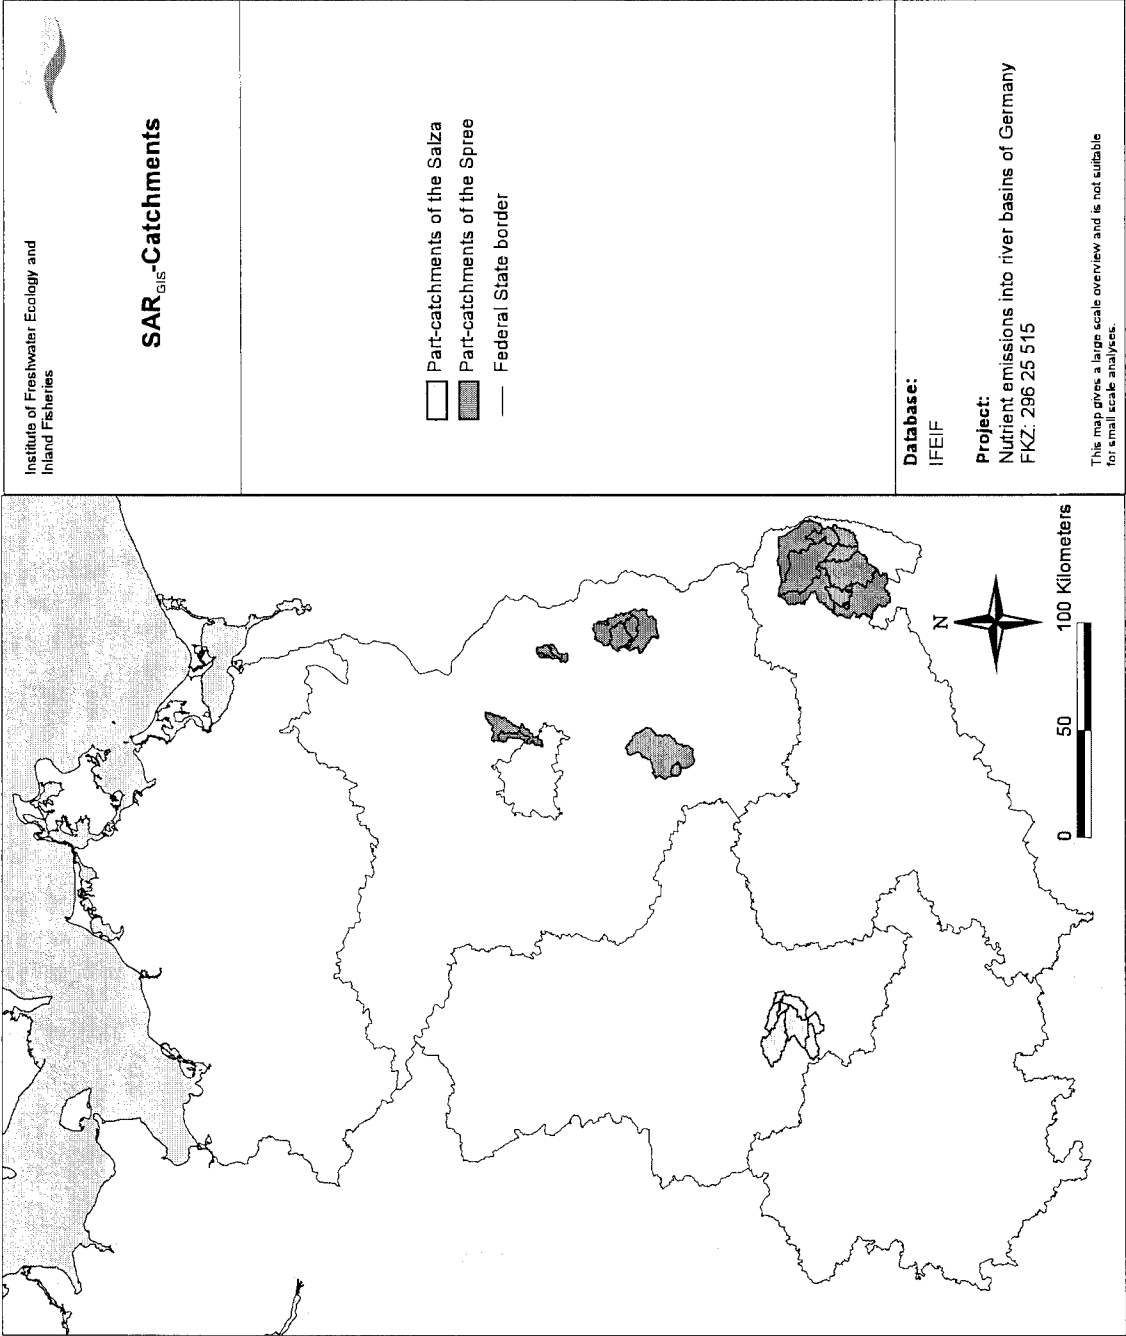 Institute of Freshwater Ecology and
Inland Fisheries
SARGIS-Catchments
Part-catchments of the Salza
Part-catchments of the Spree
Federal State border
Database:
IFEIF
Project:
Nutrient emissions into river basins of Germany
FKZ: 296 25 515
This map gives a large scale overview and is not suitable
for small scale analyses.
N
0 50 100 Kilometers